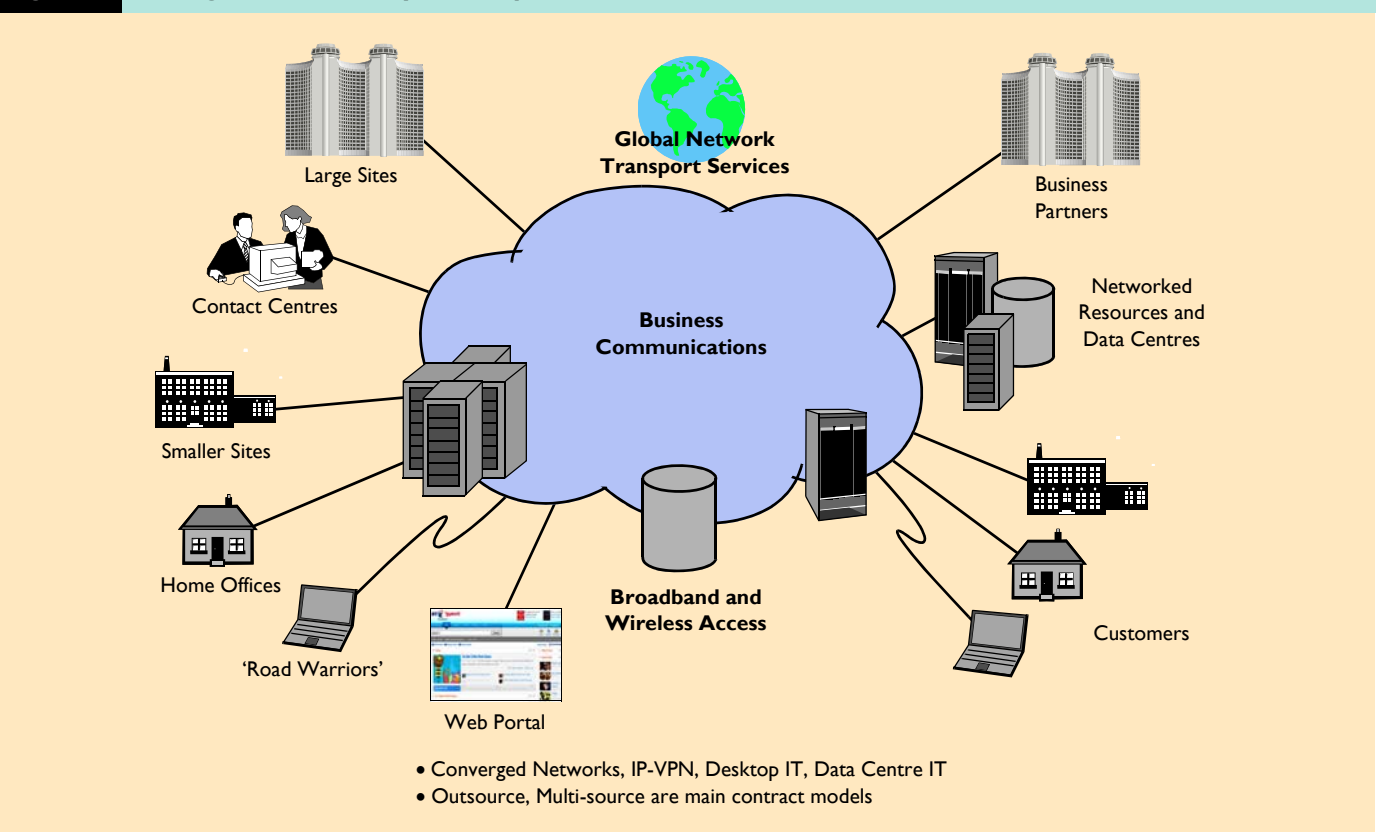 Global Network
Transport Services
Large Sites
Business
Partners
Contact Centres
Networked
Resources and
Data Centres
Business
Communications
Smaller Sites
Home Offices
Broadband and
Wireless Access
Customers
‘Road Warriors’
Web Portal
• Converged Networks, IP-VPN, Desktop IT, Data Centre IT
• Outsource, Multi-source are main contract models